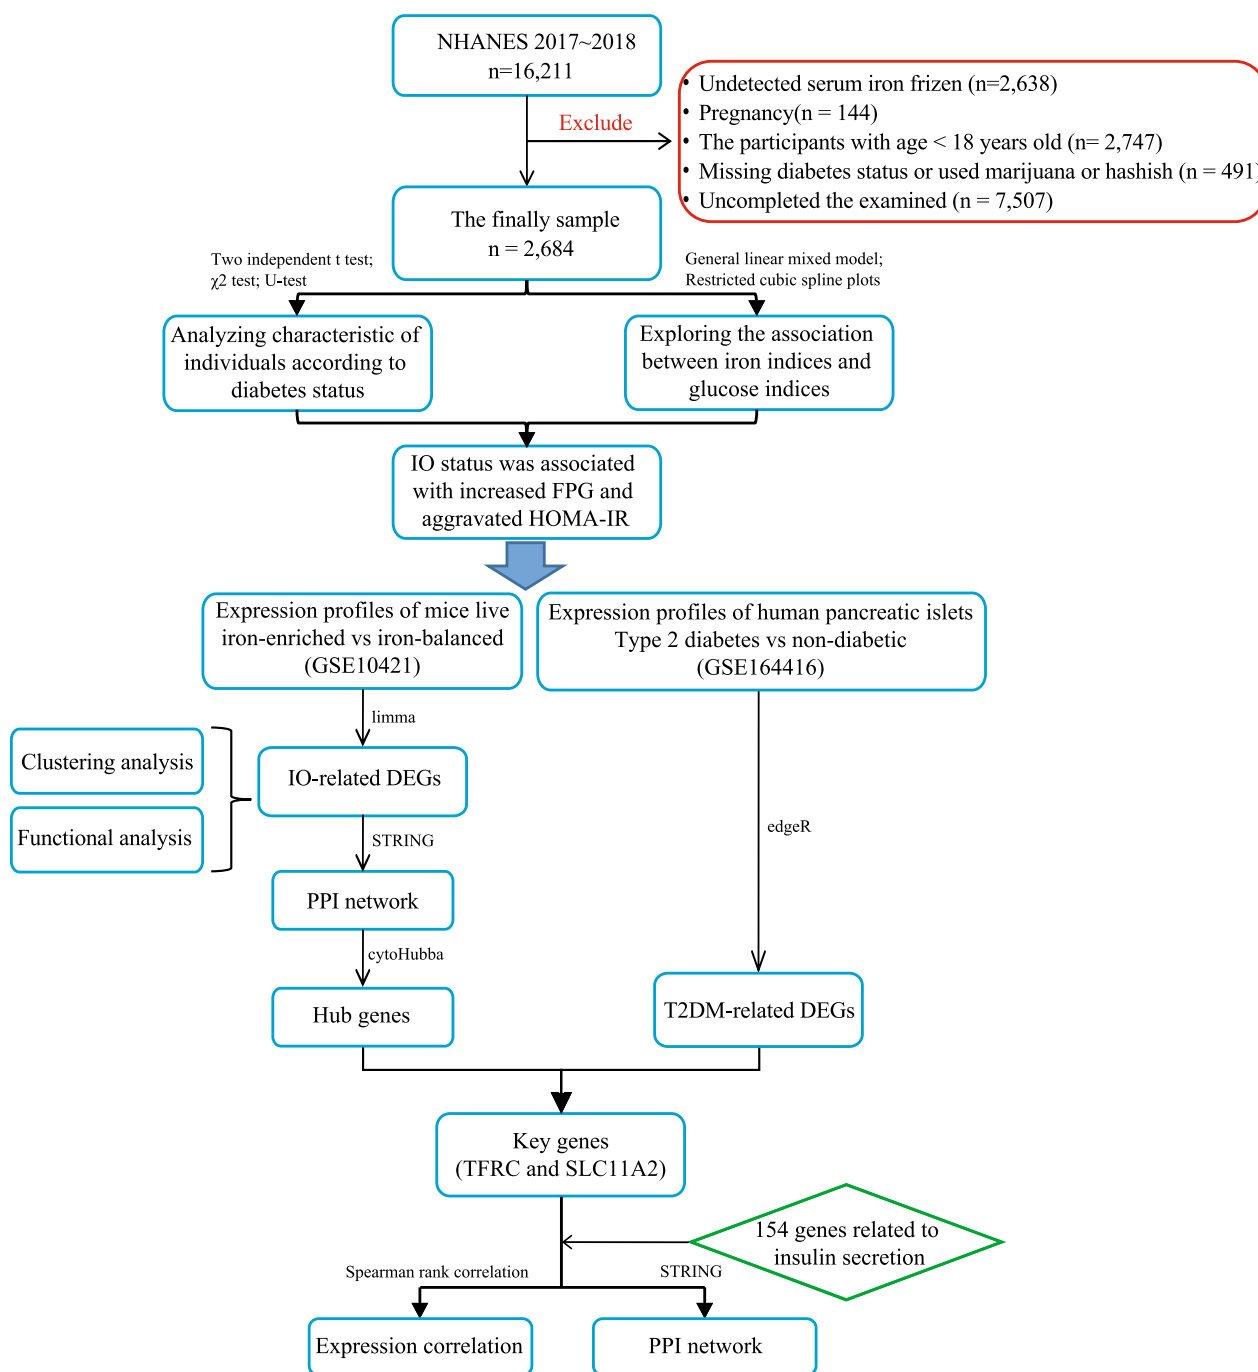 NHANES 2017~2018
n=16,211
Exclude
• Undetected serum iron frizen (n=2,638)
• Pregnancy(n = 144)
• The participants with age < 18 years old (n= 2,747)
• Missing diabetes status or used marijuana or hashish (n = 491)
• Uncompleted the examined (n = 7,507)
The finally sample
n = 2,684
Two independent t test;
χ2 test; U-test
General linear mixed model;
Restricted cubic spline plots
Analyzing characteristic of
individuals according to
diabetes status
Exploring the association
between iron indices and
glucose indices
IO status was associated
with increased FPG and
aggravated HOMA-IR
Expression profiles of mice live
iron-enriched vs iron-balanced
(GSE10421)
Expression profiles of human pancreatic islets
Type 2 diabetes vs non-diabetic
(GSE164416)
limma
Clustering analysis
Functional analysis
IO-related DEGs
edgeR
STRING
PPI network
cytoHubba
Hub genes
T2DM-related DEGs
Key genes
(TFRC and SLC11A2)
154 genes related to
insulin secretion
Spearman rank correlation
STRING
Expression correlation
PPI network